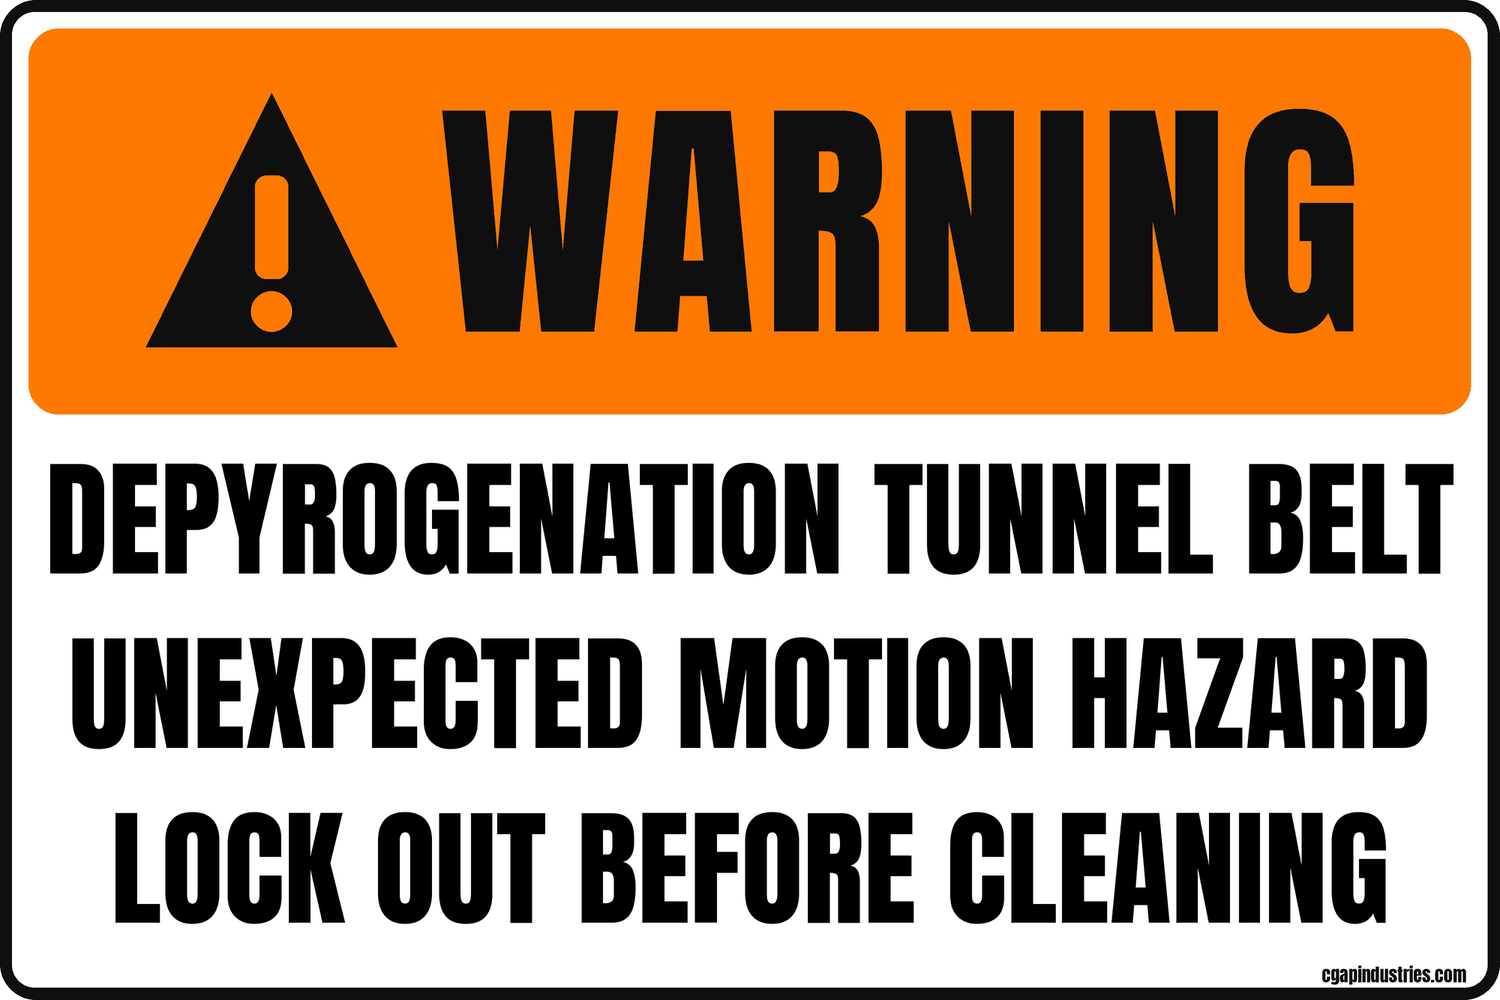 WARNING
DEPYROGENATION TUNNEL BELT
UNEXPECTED MOTION HAZARD
LOCK OUT BEFORE CLEANING
cgapindustries.com